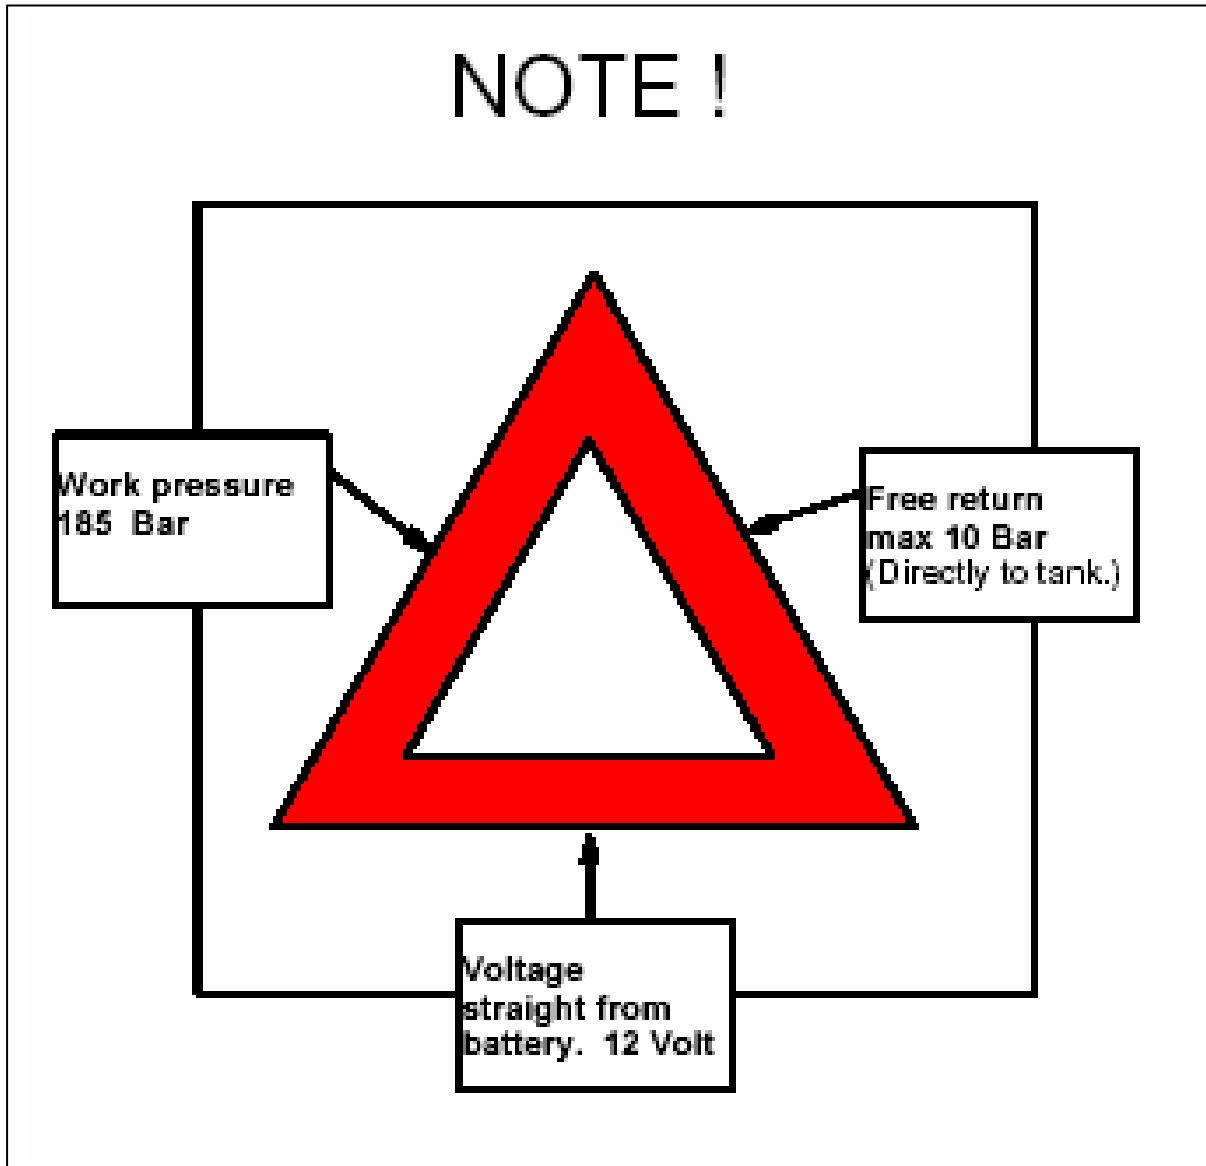 NOTE !
Work pressure
185 Bar
Free return
max 10 Bar
(Directly to tank.)
Voltage
straight from
battery. 12 Volt